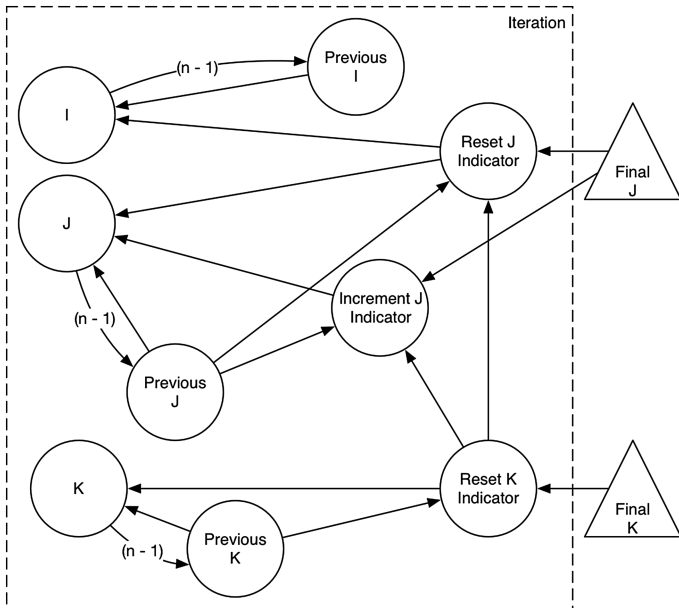 Iteration
Previous
I
(n - 1)
I
Reset J
Indicator
Final
J
J
Increment J
Indicator
(n - 1)
Previous
J
K
Reset K
Indicator
Final
K
(n - 1)
Previous
K